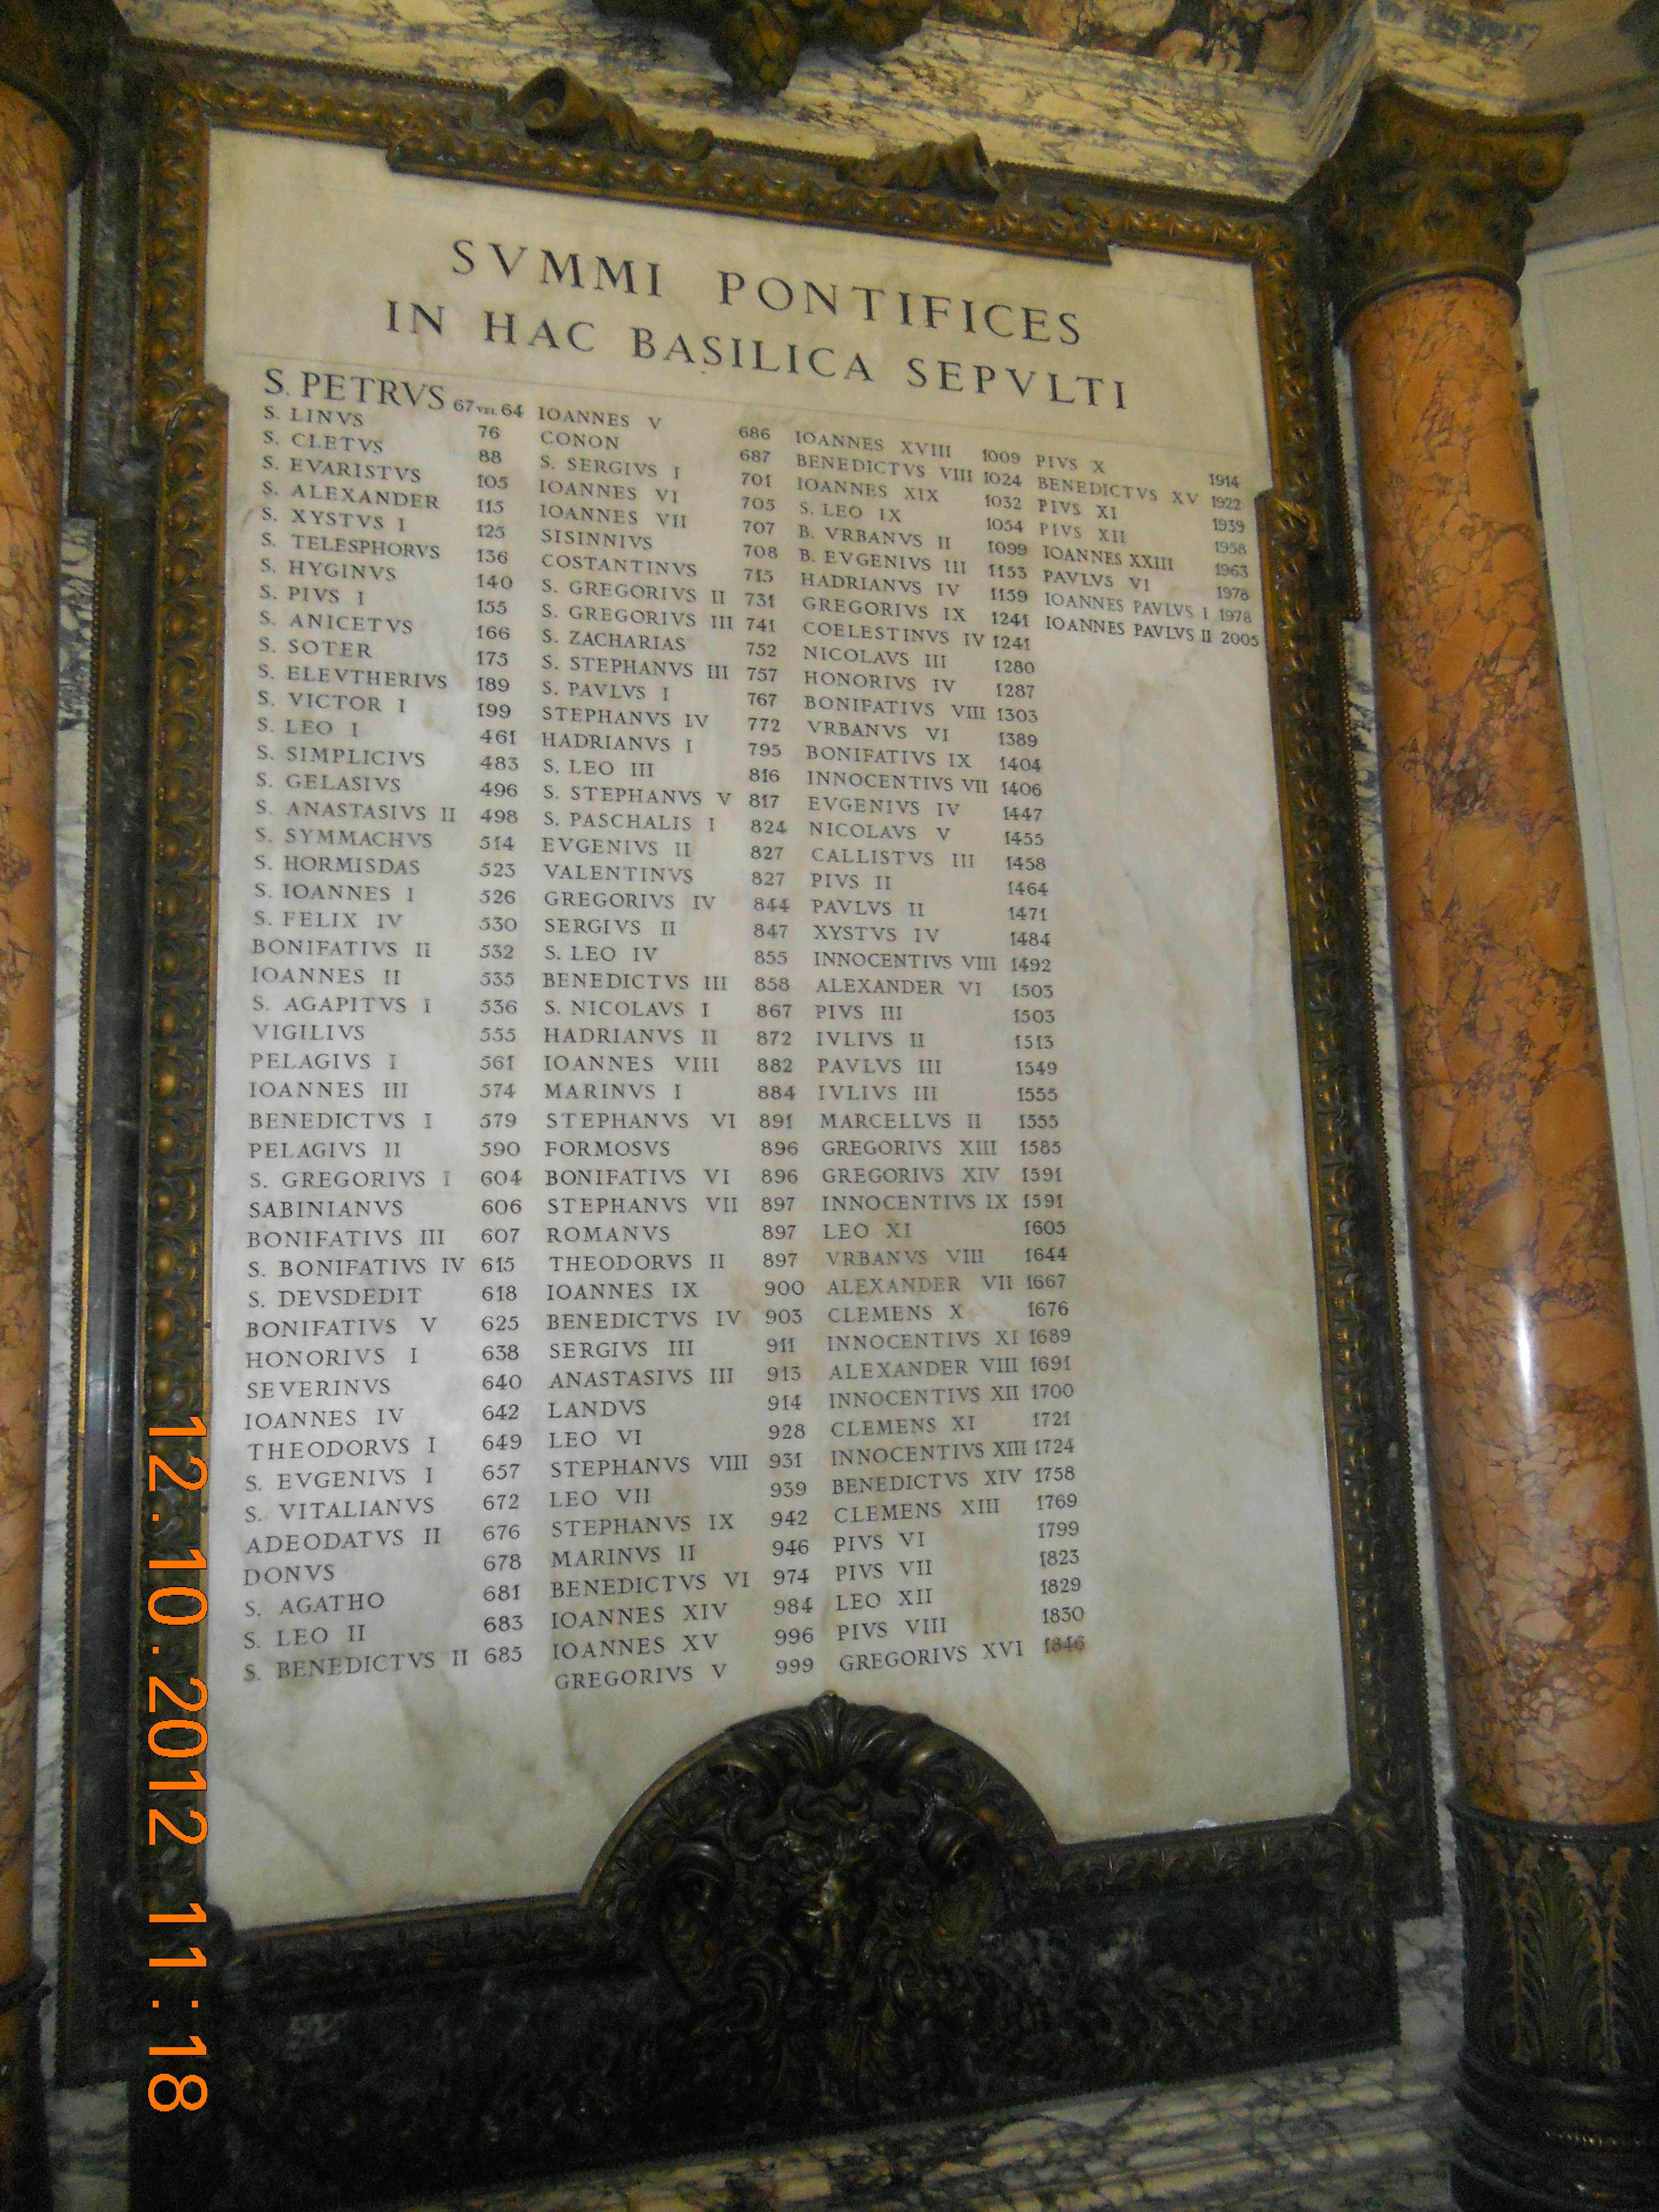 SVMMI PONTIFICES
IN HAC BASILICA SEPVLTI
S. PETRVS 67 VEL 64
S. LINVS 76
S. CLETVS 88
S. EVARISTVS 105
S. ALEXANDER 115
S. XYSTVS I 125
S. TELESPHORVS 136
S. HYGINVS 140
S. PIVS I 155
S. ANICETVS 166
S. SOTER 175
S. ELEVTHERIVS 189
S. VICTOR I 199
S. LEO I 461
S. SIMPLICIVS 483
S. GELASIVS 496
S. ANASTASIVS II 498
S. SYMMACHVS 514
S. HORMISDAS 523
S. IOANNES I 526
S. FELIX IV 530
BONIFATIVS II 532
IOANNES II 535
S. AGAPITVS I 536
VIGILIVS 555
PELAGIVS I 561
IOANNES III 574
BENEDICTVS I 579
PELAGIVS II 590
S. GREGORIVS I 604
SABINIANVS 606
BONIFATIVS III 607
S. BONIFATIVS IV 615
S. DEVSDEDIT 618
BONIFATIVS V 625
HONORIVS I 638
SEVERINVS 640
IOANNES IV 642
THEODORVS I 649
S. EVGENIVS I 657
S. VITALIANVS 672
ADEODATVS II 676
DONVS 678
S. AGATHO 681
S. LEO II 683
S. BENEDICTVS II 685
IOANNES V 686
CONON 687
S. SERGIVS I 701
IOANNES VI 705
IOANNES VII 707
SISINNIVS 708
COSTANTINVS 715
S. GREGORIVS II 731
S. GREGORIVS III 741
S. ZACHARIAS 752
S. STEPHANVS III 757
S. PAVLVS I 767
STEPHANVS IV 772
HADRIANVS I 795
S. LEO III 816
S. STEPHANVS V 817
S. PASCHALIS I 824
EVGENIVS II 827
VALENTINVS 827
GREGORIVS IV 844
SERGIVS II 847
S. LEO IV 855
BENEDICTVS III 858
S. NICOLAVS I 867
HADRIANVS II 872
IOANNES VIII 882
MARINVS I 884
STEPHANVS VI 891
FORMOSVS 896
BONIFATIVS VI 896
STEPHANVS VII 897
ROMANVS 897
THEODORVS II 897
IOANNES IX 900
BENEDICTVS IV 903
SERGIVS III 911
ANASTASIVS III 913
LANDVS 914
LEO VI 928
STEPHANVS VIII 931
LEO VII 939
STEPHANVS IX 942
MARINVS II 946
BENEDICTVS VI 974
IOANNES XIV 984
IOANNES XV 996
GREGORIVS V 999
IOANNES XVIII 1009
BENEDICTVS VIII 1024
IOANNES XIX 1032
S. LEO IX 1054
B. VRBANVS II 1099
B. EVGENIVS III 1153
HADRIANVS IV 1159
GREGORIVS IX 1241
COELESTINVS IV 1241
NICOLAVS III 1280
HONORIVS IV 1287
BONIFATIVS VIII 1303
VRBANVS VI 1389
BONIFATIVS IX 1404
INNOCENTIVS VII 1406
EVGENIVS IV 1447
NICOLAVS V 1455
CALLISTVS III 1458
PIVS II 1464
PAVLVS II 1471
XYSTVS IV 1484
INNOCENTIVS VIII 1492
ALEXANDER VI 1503
PIVS III 1503
IVLIVS II 1513
PAVLVS III 1549
IVLIVS III 1555
MARCELLVS II 1555
GREGORIVS XIII 1585
GREGORIVS XIV 1591
INNOCENTIVS IX 1591
LEO XI 1605
VRBANVS VIII 1644
ALEXANDER VII 1667
CLEMENS X 1676
INNOCENTIVS XI 1689
ALEXANDER VIII 1691
INNOCENTIVS XII 1700
CLEMENS XI 1721
INNOCENTIVS XIII 1724
BENEDICTVS XIV 1758
CLEMENS XIII 1769
PIVS VI 1799
PIVS VII 1823
LEO XII 1829
PIVS VIII 1830
GREGORIVS XVI 1846
PIVS X 1914
BENEDICTVS XV 1922
PIVS XI 1939
PIVS XII 1958
IOANNES XXIII 1963
PAVLVS VI 1978
IOANNES PAVLVS I 1978
IOANNES PAVLVS II 2005
12.10.2012 11:18